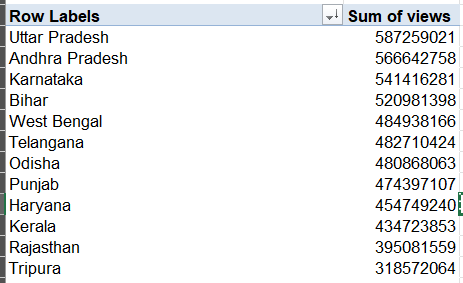 Row Labels Sum of views
Uttar Pradesh 587259021
Andhra Pradesh 566642758
Karnataka 541416281
Bihar 520981398
West Bengal 484938166
Telangana 482710424
Odisha 480868063
Punjab 474397107
Haryana 454749240
Kerala 434723853
Rajasthan 395081559
Tripura 318572064